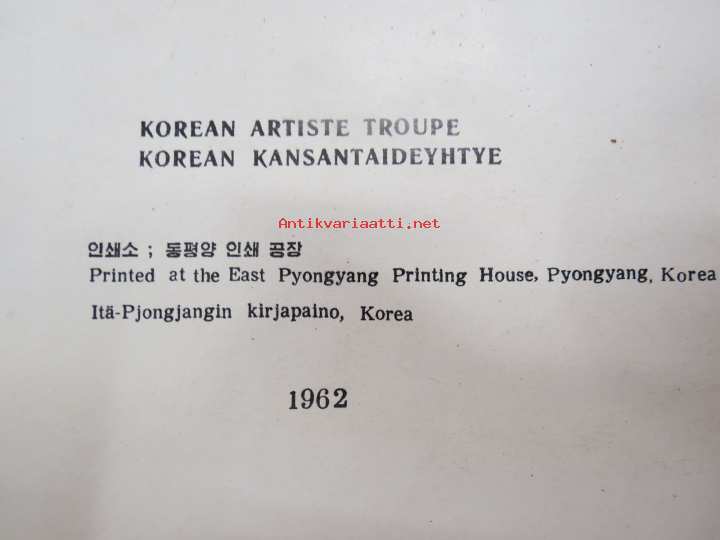 KOREAN ARTISTE TROUPE
KOREAN KANSANTAIDEYHTYE
Antikvariaatti.net
인쇄소 ; 동평양 인쇄 공장
Printed at the East Pyongyang Printing House, Pyongyang, Korea
Itä-Pjongjangin kirjapaino, Korea
1962